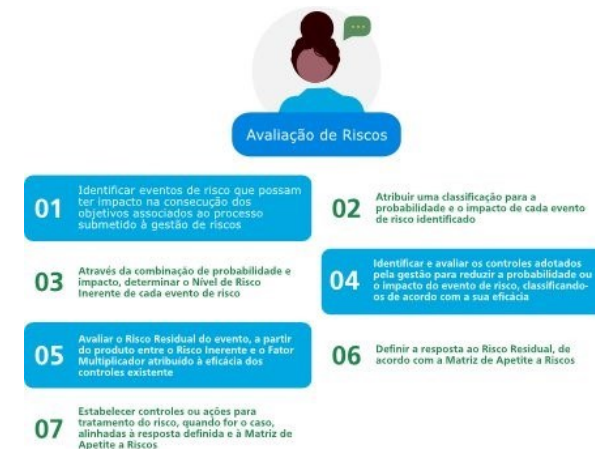 Avaliação de Riscos
01
Identificar eventos de risco que possam
ter impacto na consecução dos
objetivos associados ao processo
submetido à gestão de riscos
02
Atribuir uma classificação para a
probabilidade e o impacto de cada evento
de risco identificado
03
Através da combinação de probabilidade e
impacto, determinar o Nível de Risco
Inerente de cada evento de risco
04
Identificar e avaliar os controles adotados
pela gestão para reduzir a probabilidade ou
o impacto do evento de risco, classificando-
os de acordo com a sua eficácia
05
Avaliar o Risco Residual do evento, a partir
do produto entre o Risco Inerente e o Fator
Multiplicador atribuído à eficácia dos
controles existente
06
Definir a resposta ao Risco Residual, de
acordo com a Matriz de Apetite a Riscos
07
Estabelecer controles ou ações para
tratamento do risco, quando for o caso,
alinhadas à resposta definida e à Matriz de
Apetite a Riscos